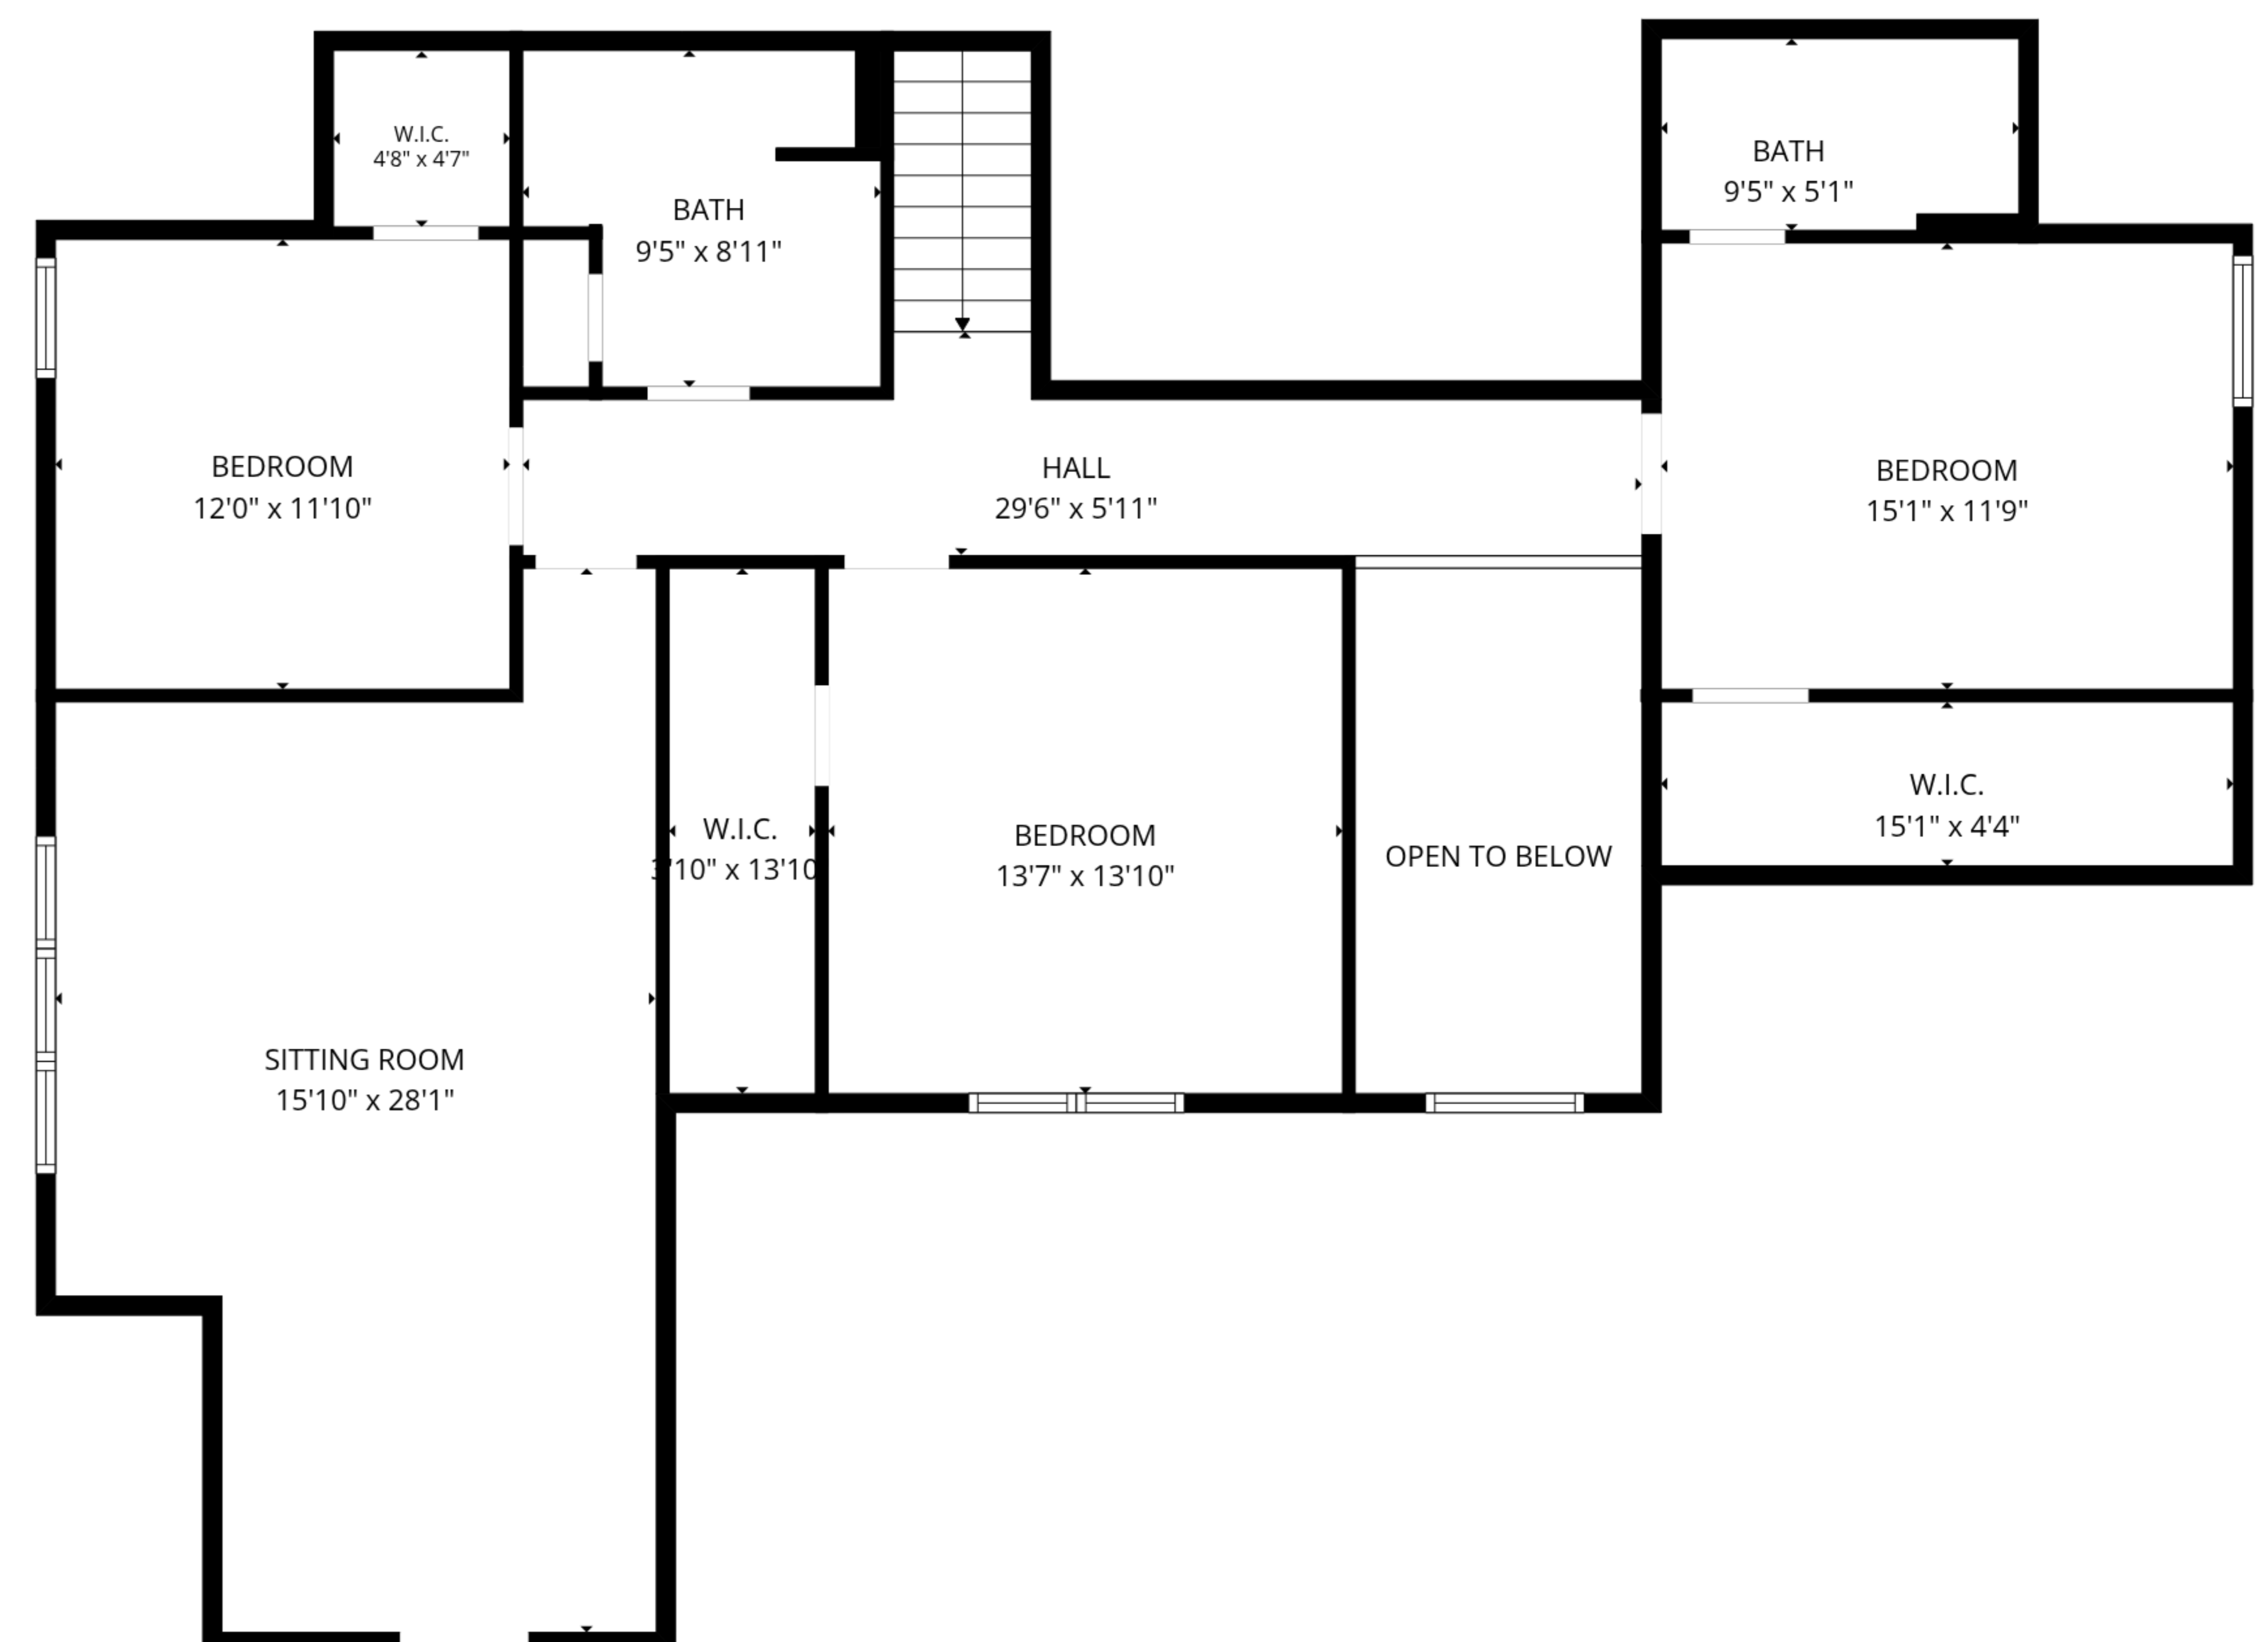 W.I.C.
4'8" x 4'7"
BATH
9'5" x 8'11"
BATH
9'5" x 5'1"
BEDROOM
12'0" x 11'10"
HALL
29'6" x 5'11"
BEDROOM
15'1" x 11'9"
W.I.C.
3'10" x 13'10
BEDROOM
13'7" x 13'10"
OPEN TO BELOW
W.I.C.
15'1" x 4'4"
SITTING ROOM
15'10" x 28'1"